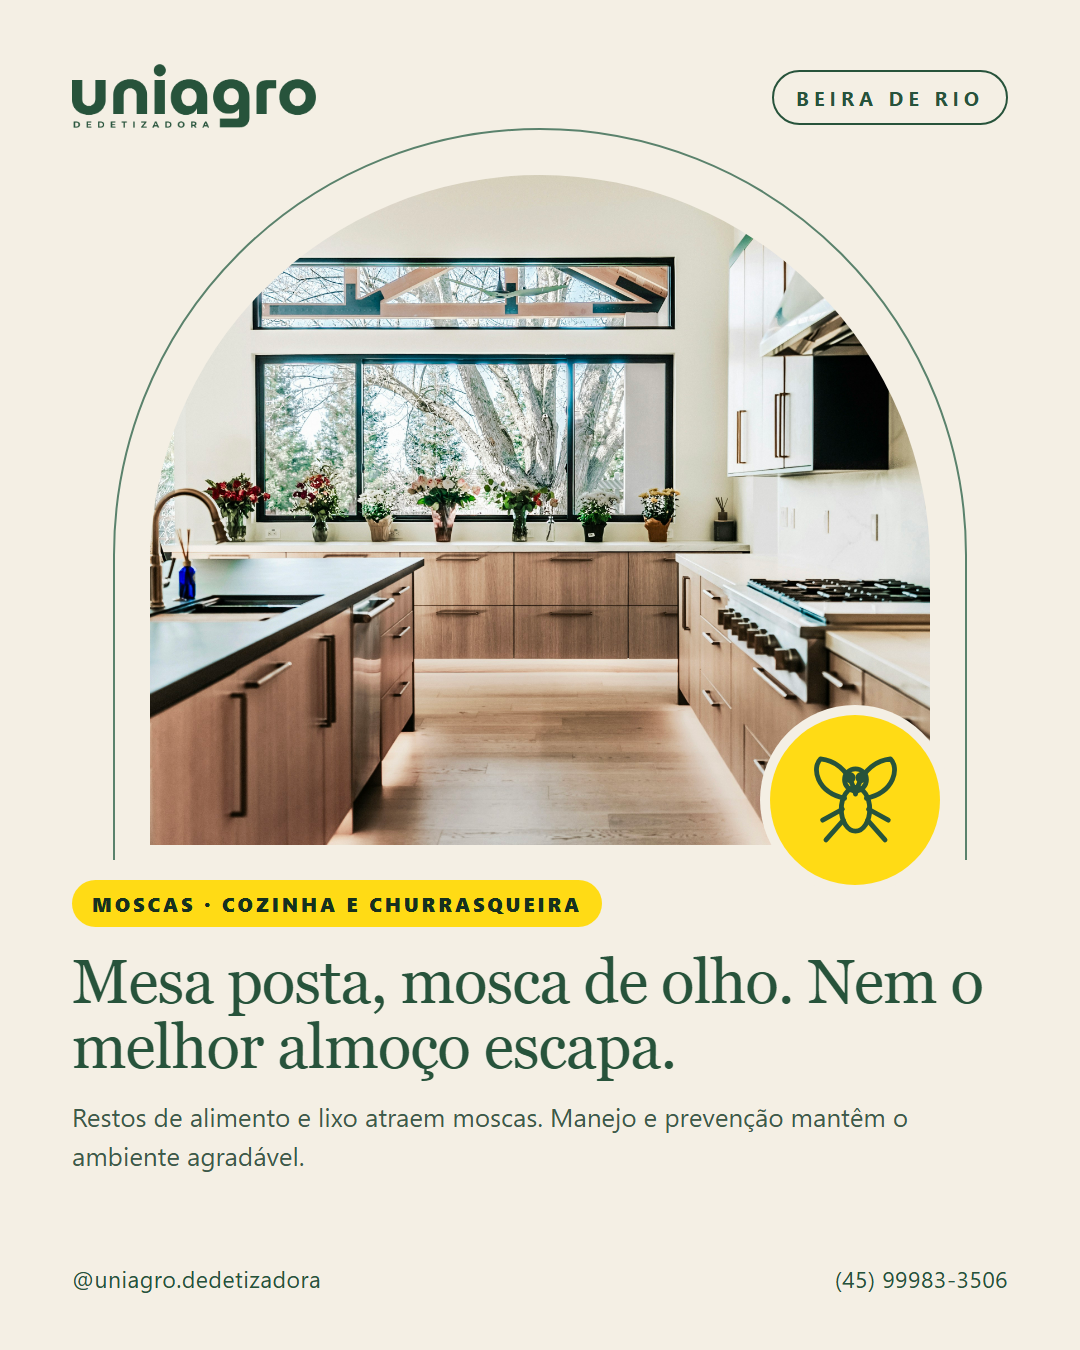 uniagro
DEDETIZADORA
BEIRA DE RIO
MOSCAS · COZINHA E CHURRASQUEIRA
Mesa posta, mosca de olho. Nem o
melhor almoço escapa.
Restos de alimento e lixo atraem moscas. Manejo e prevenção mantêm o
ambiente agradável.
@uniagro.dedetizadora
(45) 99983-3506